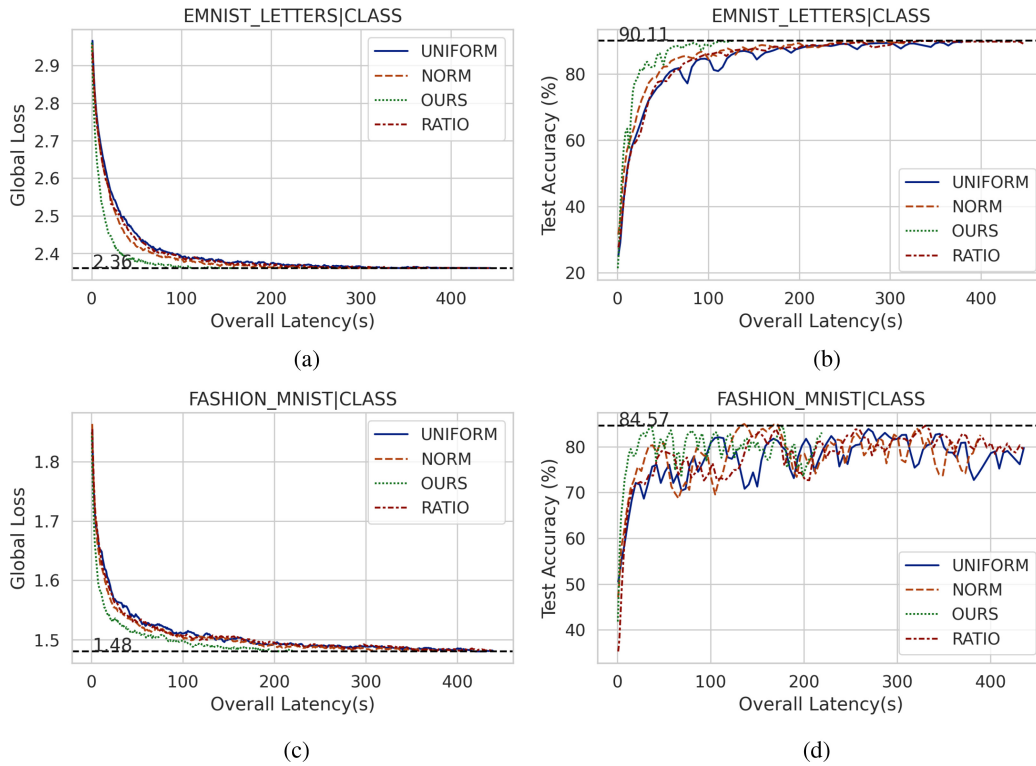 EMNIST_LETTERS|CLASS
Global Loss
2.9
2.8
2.7
2.6
2.5
2.4
2.36
UNIFORM
NORM
OURS
RATIO
0 100 200 300 400
Overall Latency(s)
(a)
EMNIST_LETTERS|CLASS
Test Accuracy (%)
90.11
80
60
40
20
UNIFORM
NORM
OURS
RATIO
0 100 200 300 400
Overall Latency(s)
(b)
FASHION_MNIST|CLASS
Global Loss
1.8
1.7
1.6
1.5
1.48
UNIFORM
NORM
OURS
RATIO
0 100 200 300 400
Overall Latency(s)
(c)
FASHION_MNIST|CLASS
Test Accuracy (%)
84.57
80
70
60
50
40
UNIFORM
NORM
OURS
RATIO
0 100 200 300 400
Overall Latency(s)
(d)